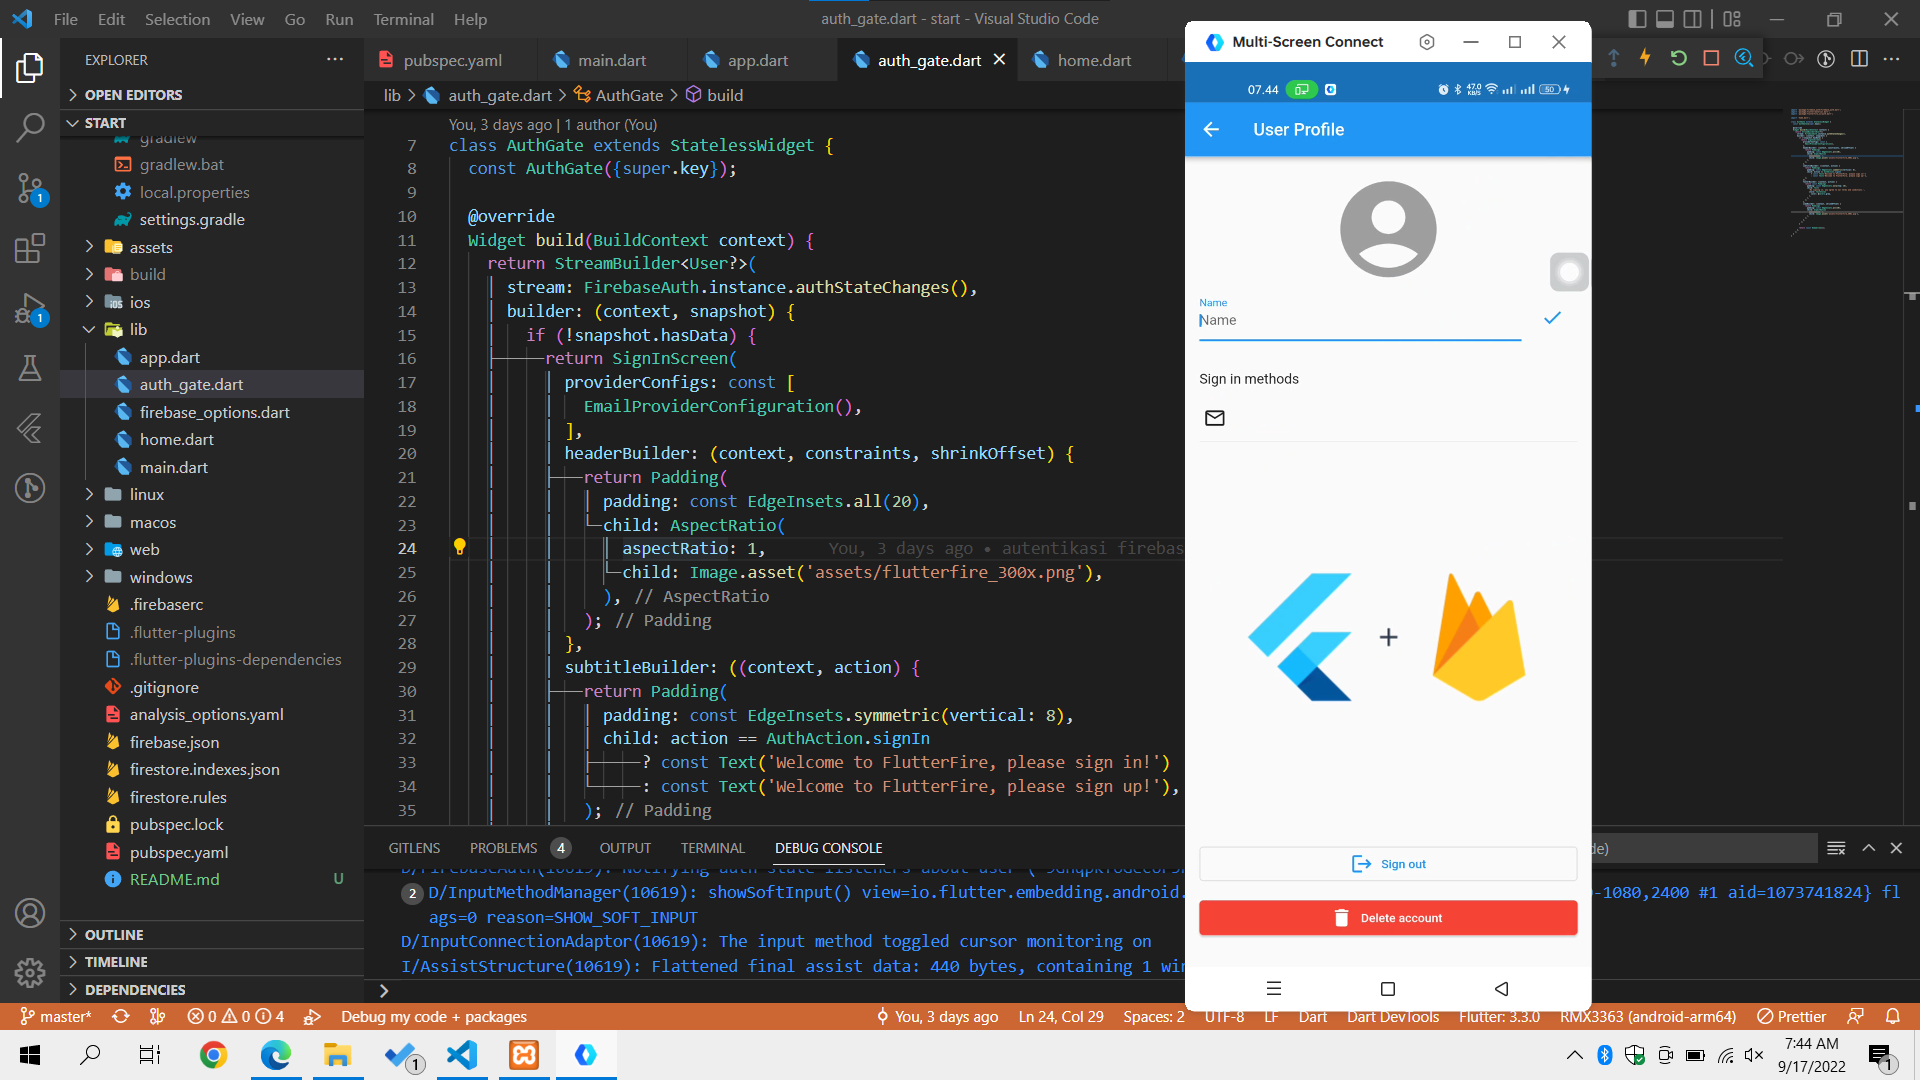 File Edit Selection View Go Run Terminal Help
auth_gate.dart - start - Visual Studio Code
EXPLORER
OPEN EDITORS
START
gradlew
gradlew.bat
local.properties
settings.gradle
assets
build
ios
lib
app.dart
auth_gate.dart
firebase_options.dart
home.dart
main.dart
linux
macos
web
windows
.firebaserc
.flutter-plugins
.flutter-plugins-dependencies
.gitignore
analysis_options.yaml
firebase.json
firestore.indexes.json
firestore.rules
pubspec.lock
pubspec.yaml
README.md U
OUTLINE
TIMELINE
DEPENDENCIES
1
1
pubspec.yaml main.dart app.dart auth_gate.dart home.dart
lib > auth_gate.dart > AuthGate > build
You, 3 days ago | 1 author (You)
7 class AuthGate extends StatelessWidget {
8 const AuthGate({super.key});
9
10 @override
11 Widget build(BuildContext context) {
12 return StreamBuilder<User?>(
13 stream: FirebaseAuth.instance.authStateChanges(),
14 builder: (context, snapshot) {
15 if (!snapshot.hasData) {
16 return SignInScreen(
17 providerConfigs: const [
18 EmailProviderConfiguration(),
19 ],
20 headerBuilder: (context, constraints, shrinkOffset) {
21 return Padding(
22 padding: const EdgeInsets.all(20),
23 child: AspectRatio(
24 aspectRatio: 1, You, 3 days ago • autentikasi firebas
25 child: Image.asset('assets/flutterfire_300x.png'),
26 ), // AspectRatio
27 ); // Padding
28 },
29 subtitleBuilder: ((context, action) {
30 return Padding(
31 padding: const EdgeInsets.symmetric(vertical: 8),
32 child: action == AuthAction.signIn
33 ? const Text('Welcome to FlutterFire, please sign in!')
34 : const Text('Welcome to FlutterFire, please sign up!'),
35 ); // Padding
GITLENS PROBLEMS 4 OUTPUT TERMINAL DEBUG CONSOLE
de)
2 D/InputMethodManager(10619): showSoftInput() view=io.flutter.embedding.android. 0-1080,2400 #1 aid=1073741824} fl
ags=0 reason=SHOW_SOFT_INPUT
D/InputConnectionAdaptor(10619): The input method toggled cursor monitoring on
I/AssistStructure(10619): Flattened final assist data: 440 bytes, containing 1 wi
Multi-Screen Connect
07.44 47.0 KB/S 50
User Profile
Name
Name
Sign in methods
+
Sign out
Delete account
master* 0 0 4 Debug my code + packages You, 3 days ago Ln 24, Col 29 Spaces: 2 UTF-8 LF Dart Dart DevTools Flutter: 3.3.0 RMX3363 (android-arm64) Prettier
1
7:44 AM
9/17/2022
1